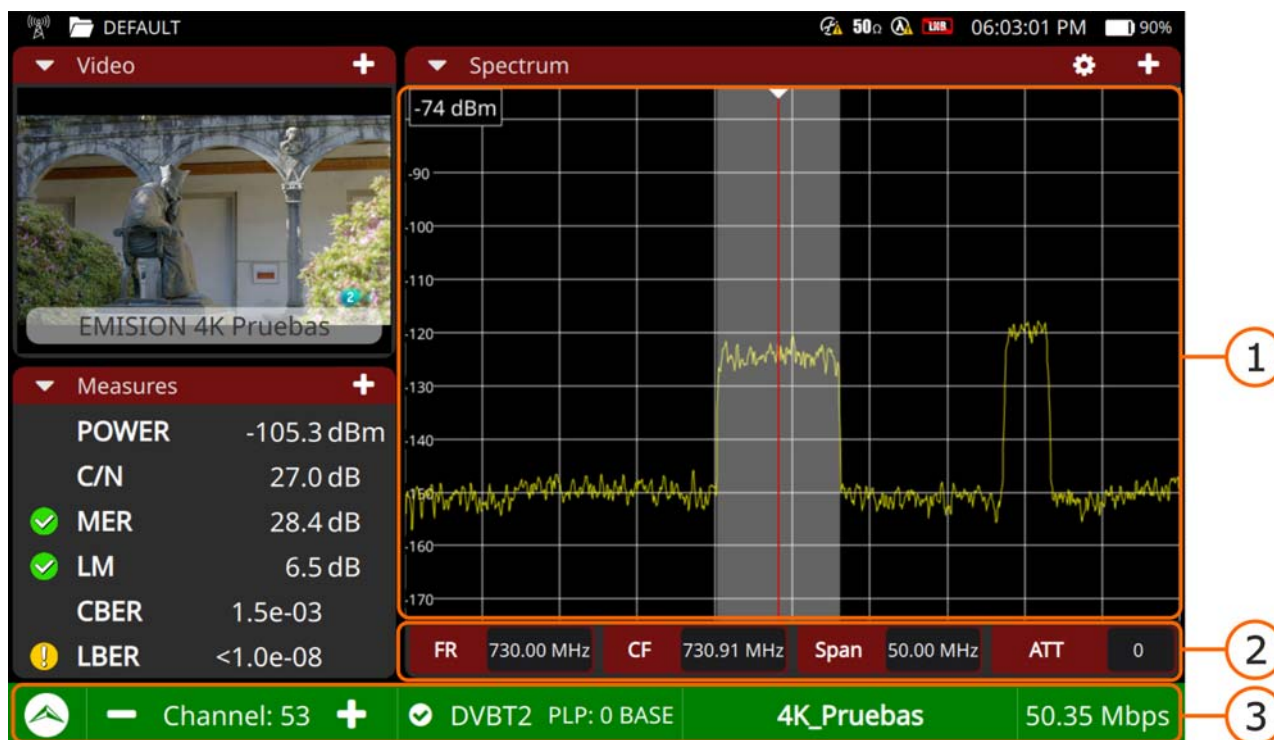 DEFAULT 50Ω LNB 06:03:01 PM 90%
Video
EMISION 4K Pruebas
2
Measures
POWER -105.3 dBm
C/N 27.0 dB
MER 28.4 dB
LM 6.5 dB
CBER 1.5e-03
LBER <1.0e-08
Spectrum
-74 dBm
-90
-100
-110
-120
-130
-140
-150
-160
-170
FR 730.00 MHz CF 730.91 MHz Span 50.00 MHz ATT 0
Channel: 53 DVBT2 PLP: 0 BASE 4K_Pruebas 50.35 Mbps
1
2
3